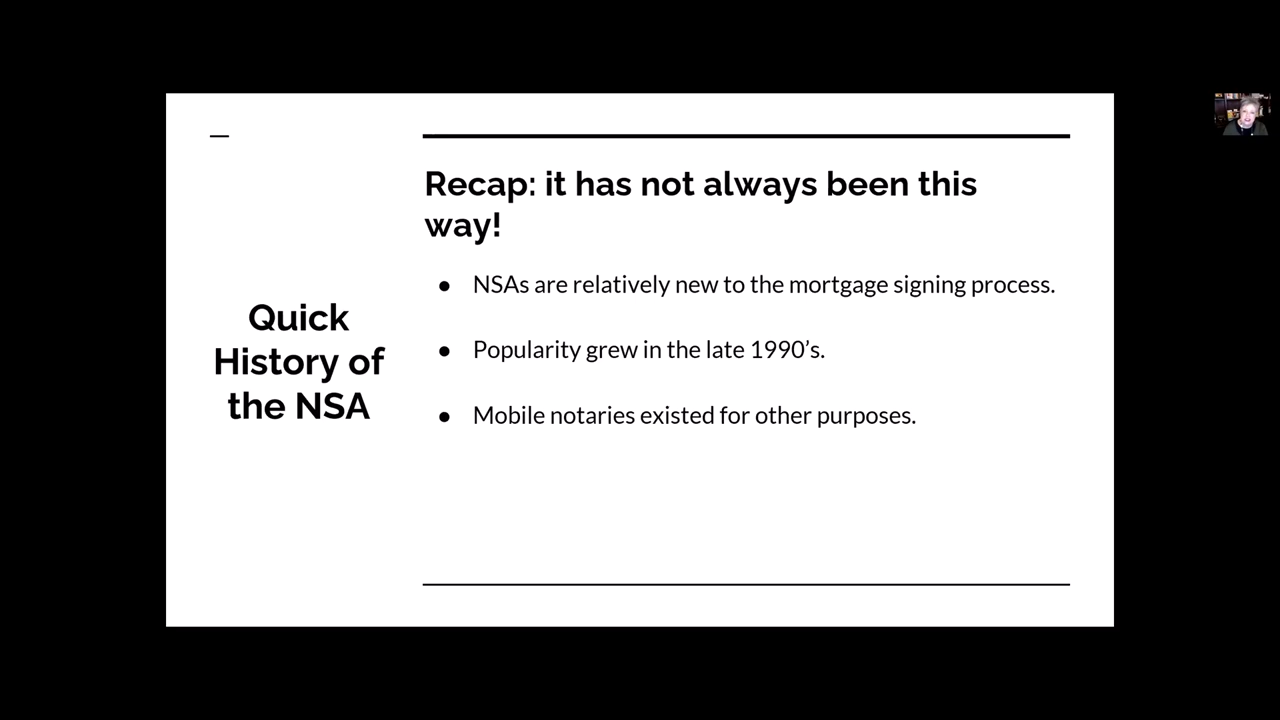 Quick
History of
the NSA
Recap: it has not always been this
way!
● NSAs are relatively new to the mortgage signing process.
● Popularity grew in the late 1990’s.
● Mobile notaries existed for other purposes.